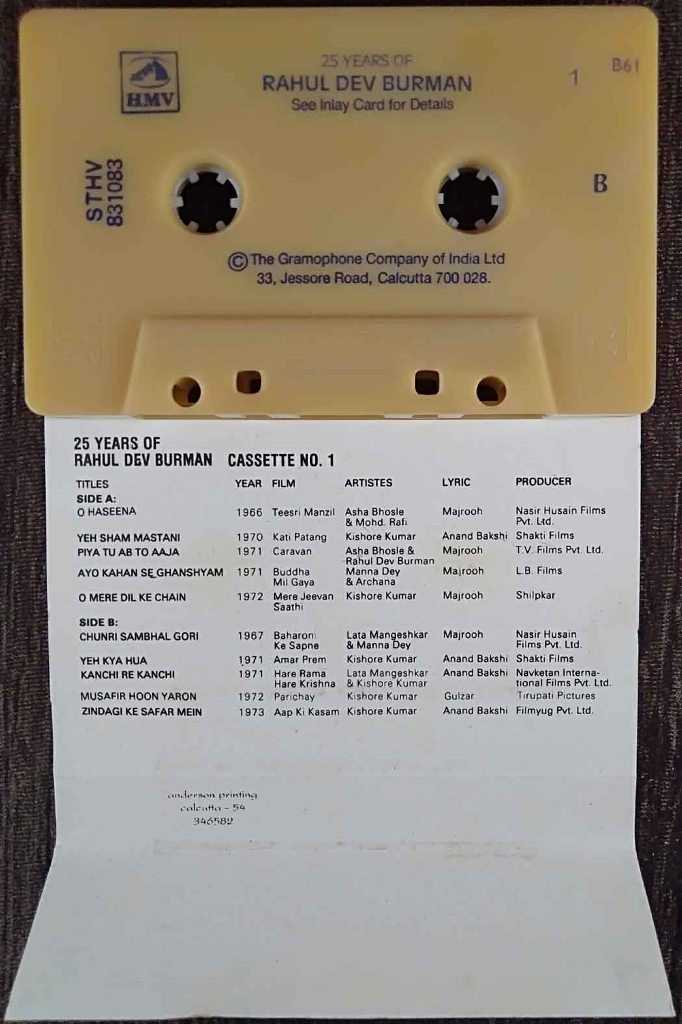 25 YEARS OF
RAHUL DEV BURMAN
See Inlay Card for Details
HMV
1
B61
STHV
831083
B
© The Gramophone Company of India Ltd
33, Jessore Road, Calcutta 700 028.
25 YEARS OF
RAHUL DEV BURMAN CASSETTE NO. 1
TITLES YEAR FILM ARTISTES LYRIC PRODUCER
SIDE A:
O HASEENA 1966 Teesri Manzil Asha Bhosle Majrooh Nasir Husain Films
& Mohd. Rafi Pvt. Ltd.
YEH SHAM MASTANI 1970 Kati Patang Kishore Kumar Anand Bakshi Shakti Films
PIYA TU AB TO AAJA 1971 Caravan Asha Bhosle & Majrooh T.V. Films Pvt. Ltd.
Rahul Dev Burman
AYO KAHAN SE GHANSHYAM 1971 Buddha Manna Dey Majrooh L.B. Films
Mil Gaya & Archana
O MERE DIL KE CHAIN 1972 Mere Jeevan Kishore Kumar Majrooh Shilpkar
Saathi
SIDE B:
CHUNRI SAMBHAL GORI 1967 Baharon Lata Mangeshkar Majrooh Nasir Husain
Ke Sapne & Manna Dey Films Pvt. Ltd.
YEH KYA HUA 1971 Amar Prem Kishore Kumar Anand Bakshi Shakti Films
KANCHI RE KANCHI 1971 Hare Rama Lata Mangeshkar Anand Bakshi Navketan Interna-
Hare Krishna & Kishore Kumar tional Films Pvt. Ltd.
MUSAFIR HOON YARON 1972 Parichay Kishore Kumar Gulzar Tirupati Pictures
ZINDAGI KE SAFAR MEIN 1973 Aap Ki Kasam Kishore Kumar Anand Bakshi Filmyug Pvt. Ltd.
anderson printing
calcutta - 54
346582